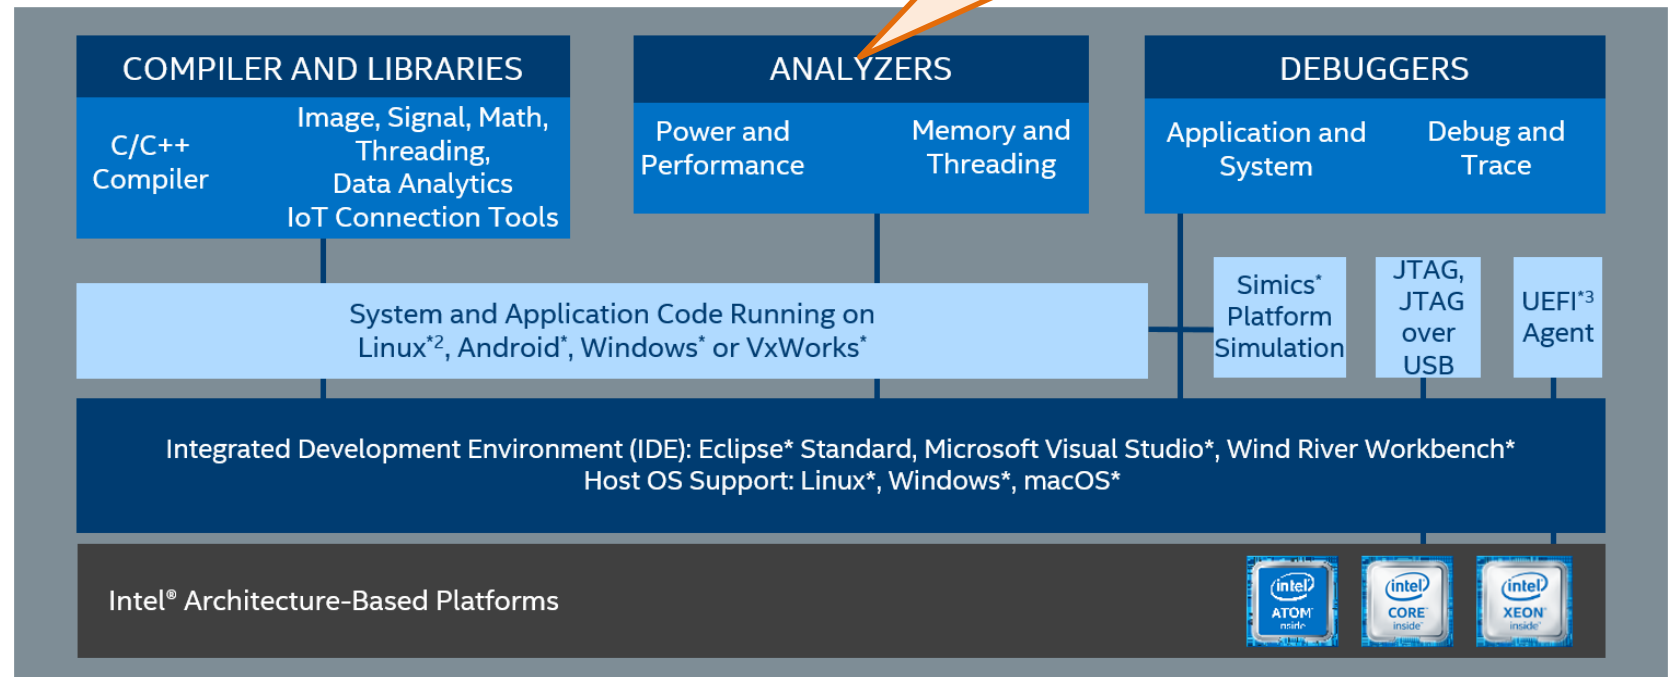 COMPILER AND LIBRARIES
C/C++
Compiler
Image, Signal, Math,
Threading,
Data Analytics
IoT Connection Tools
ANALYZERS
Power and
Performance
Memory and
Threading
DEBUGGERS
Application and
System
Debug and
Trace
System and Application Code Running on
Linux*2, Android*, Windows* or VxWorks*
Simics*
Platform
Simulation
JTAG,
JTAG
over
USB
UEFI*3
Agent
Integrated Development Environment (IDE): Eclipse* Standard, Microsoft Visual Studio*, Wind River Workbench*
Host OS Support: Linux*, Windows*, macOS*
Intel® Architecture-Based Platforms
intel
ATOM
inside
intel
CORE
inside
intel
XEON
inside